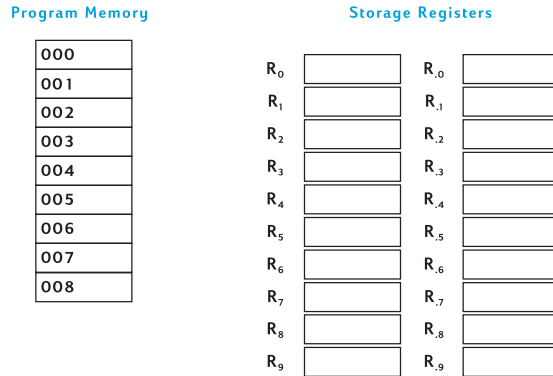 Program Memory
000
001
002
003
004
005
006
007
008
Storage Registers
R₀ R.₀
R₁ R.₁
R₂ R.₂
R₃ R.₃
R₄ R.₄
R₅ R.₅
R₆ R.₆
R₇ R.₇
R₈ R.₈
R₉ R.₉